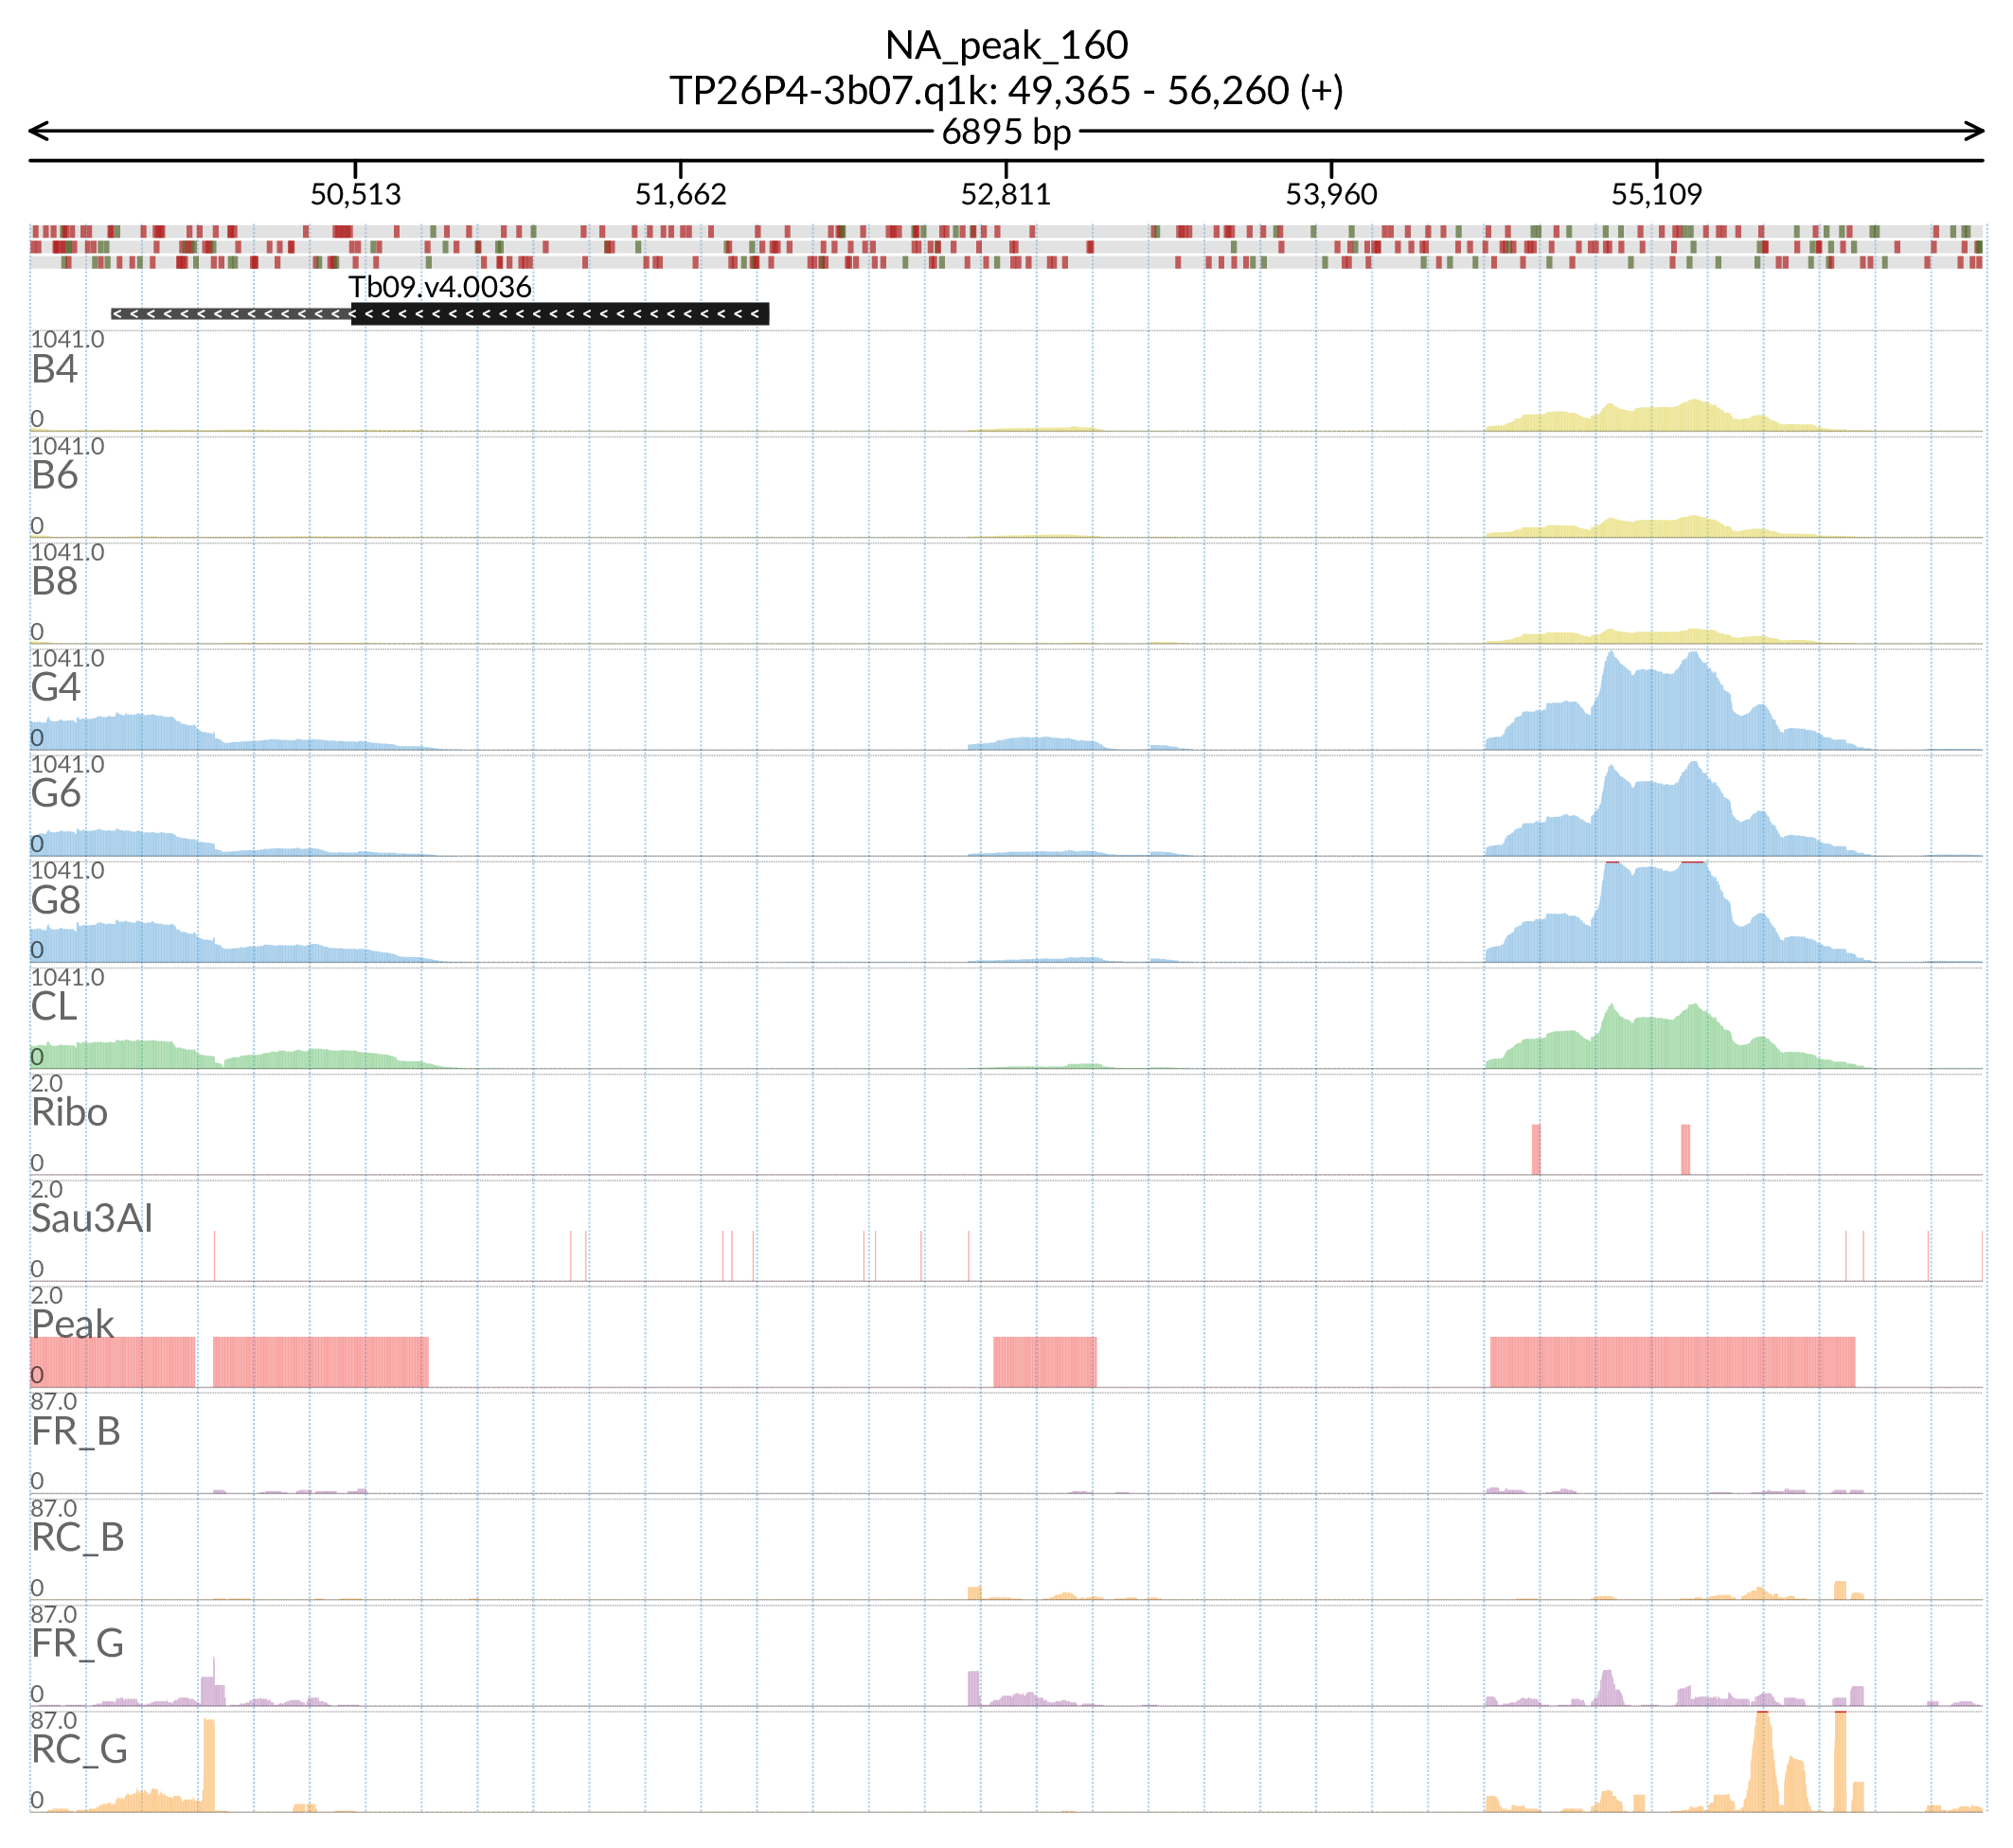 NA_peak_160
TP26P4-3b07.q1k: 49,365 - 56,260 (+)
6895 bp
50,513 51,662 52,811 53,960 55,109
Tb09.v4.0036
1041.0
B4
0
1041.0
B6
0
1041.0
B8
0
1041.0
G4
0
1041.0
G6
0
1041.0
G8
0
1041.0
CL
0
2.0
Ribo
0
2.0
Sau3AI
0
2.0
Peak
0
87.0
FR_B
0
87.0
RC_B
0
87.0
FR_G
0
87.0
RC_G
0